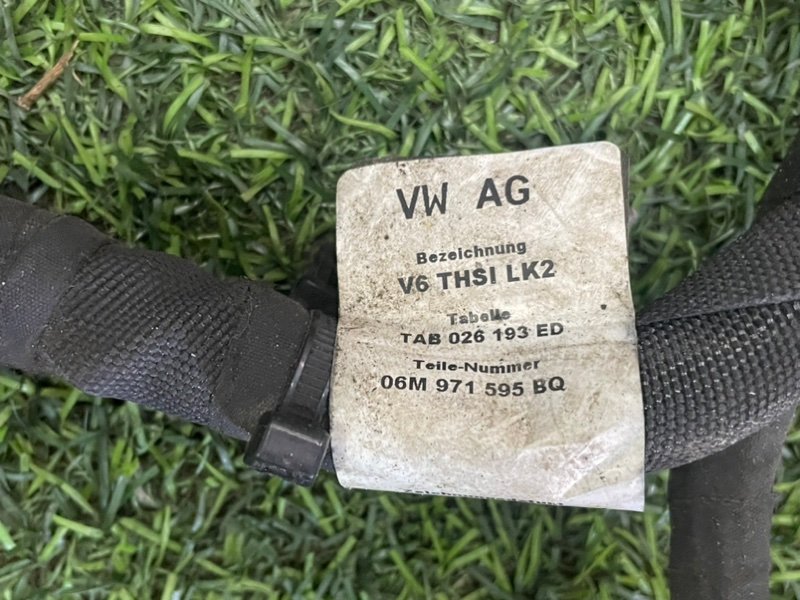 VW AG
Bezeichnung
V6 THSI LK2
Tabelle
TAB 026 193 ED
Teile-Nummer
06M 971 595 BQ